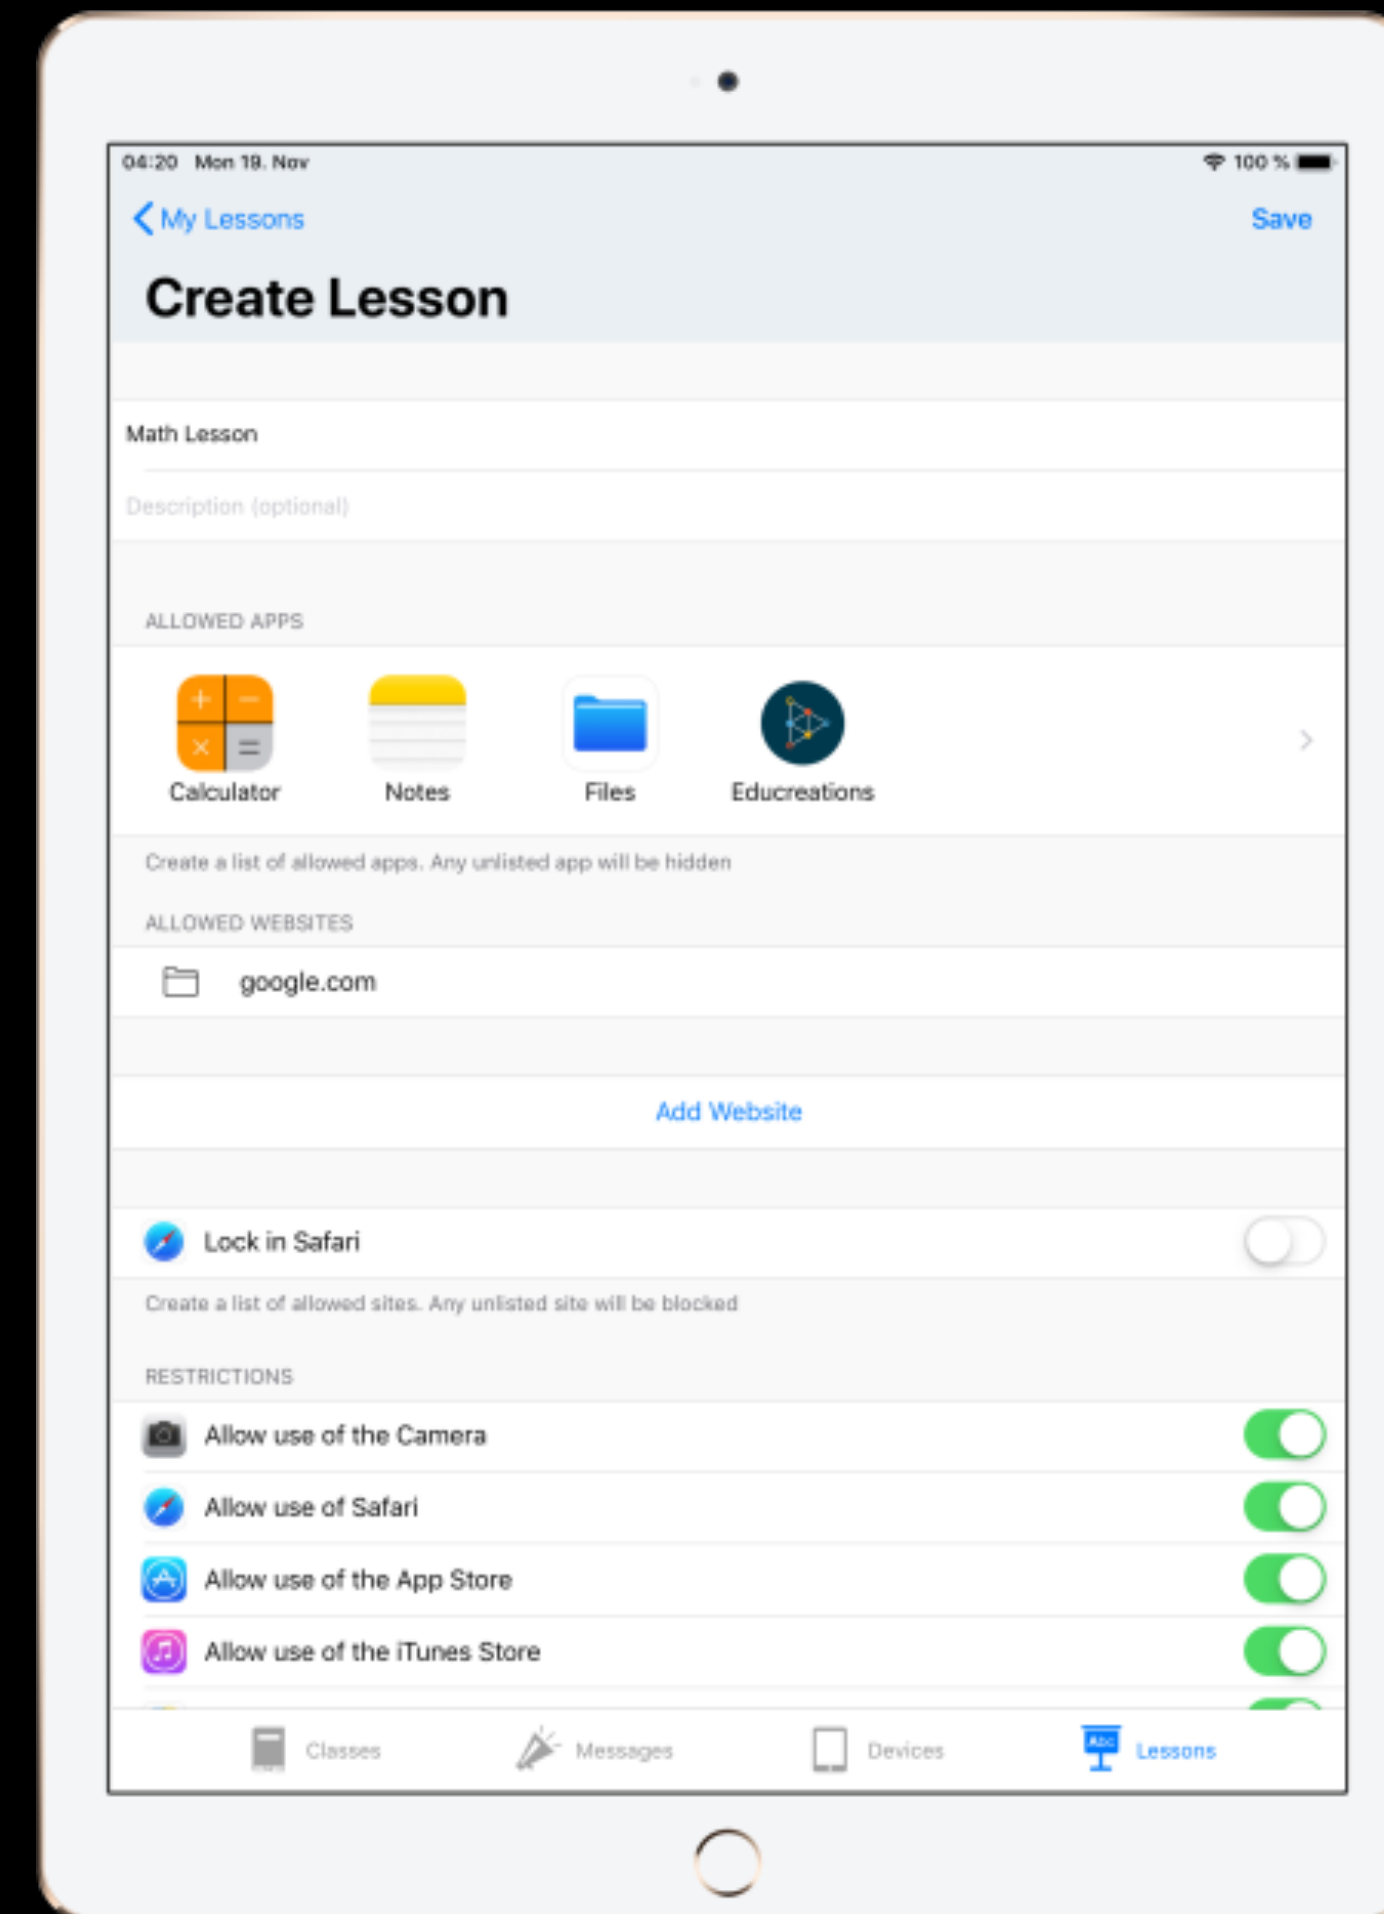 04:20 Mon 19. Nov 100 %
My Lessons Save
Create Lesson
Math Lesson
Description (optional)
ALLOWED APPS
Calculator Notes Files Educreations
Create a list of allowed apps. Any unlisted app will be hidden
ALLOWED WEBSITES
google.com
Add Website
Lock in Safari
Create a list of allowed sites. Any unlisted site will be blocked
RESTRICTIONS
Allow use of the Camera
Allow use of Safari
Allow use of the App Store
Allow use of the iTunes Store
Classes Messages Devices Abc Lessons